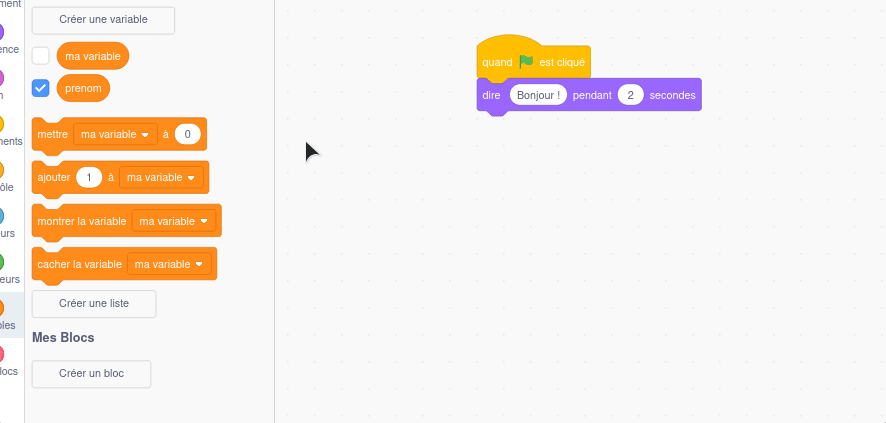 ment
Créer une variable
ence
ma variable
n
prenom
ments
mettre ma variable à 0
ôle
ajouter 1 à ma variable
eurs
montrer la variable ma variable
eurs
cacher la variable ma variable
bles
Créer une liste
Mes Blocs
locs
Créer un bloc
quand est cliqué
dire Bonjour ! pendant 2 secondes